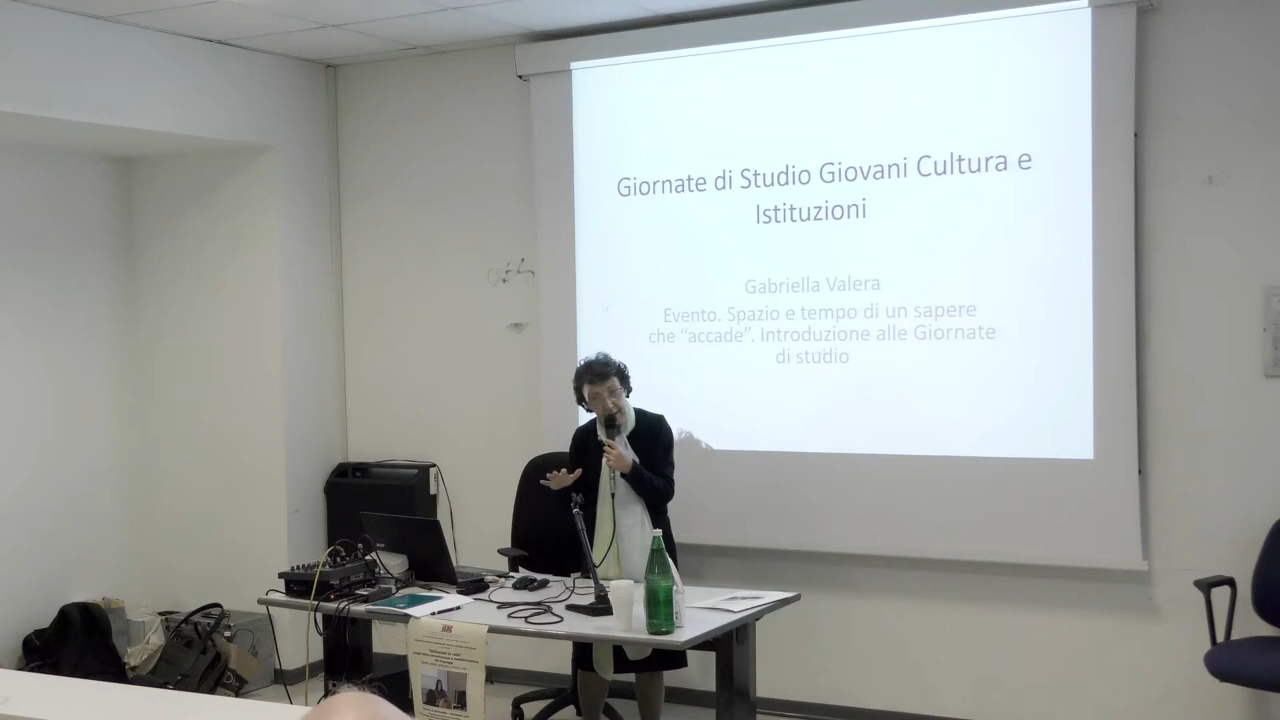 Giornate di Studio Giovani Cultura e
Istituzioni
Gabriella Valera
Evento. Spazio e tempo di un sapere
che “accade”. Introduzione alle Giornate
di studio